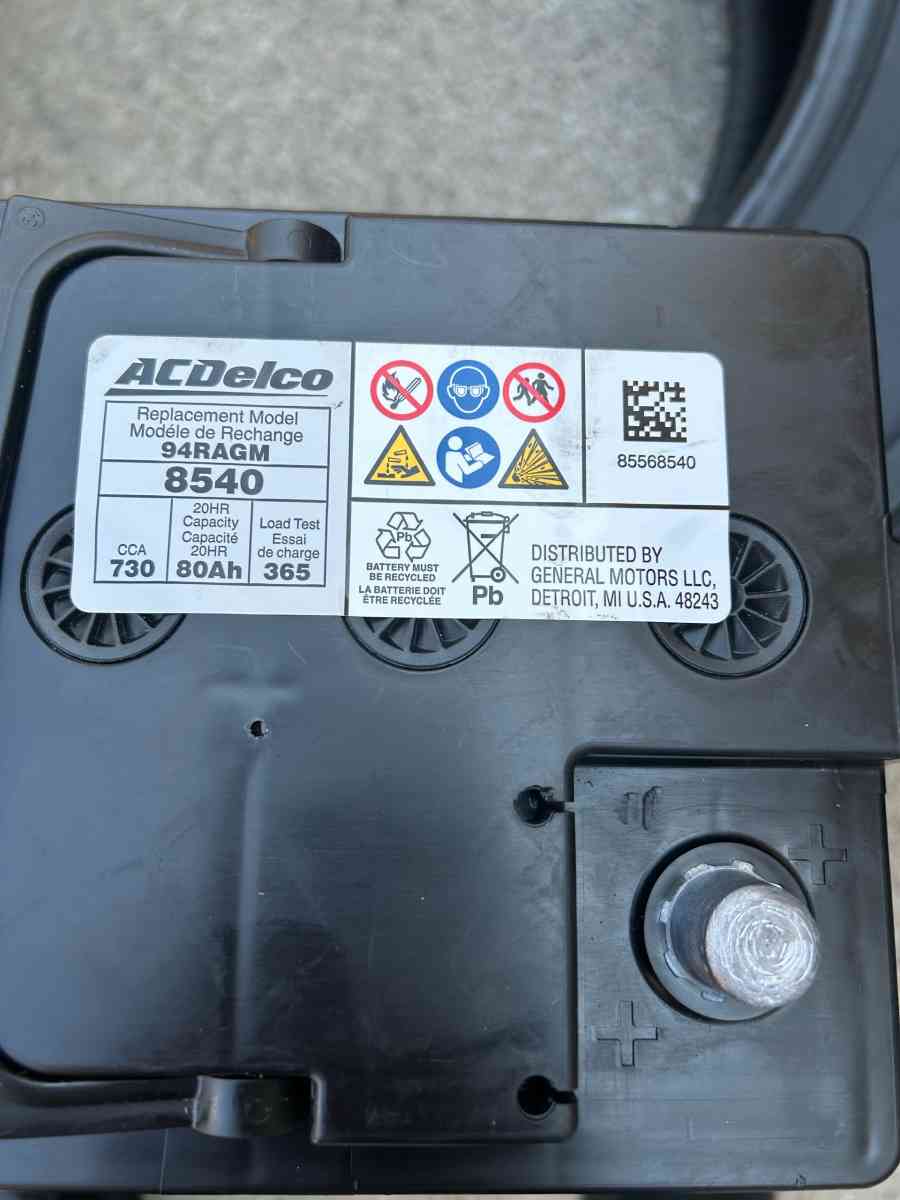 ACDelco
Replacement Model
Modéle de Rechange
94RAGM
8540
CCA
730
20HR
Capacity
Capacité
20HR
80Ah
Load Test
Essai
de charge
365
85568540
Pb
BATTERY MUST
BE RECYCLED
LA BATTERIE DOIT
ÊTRE RECYCLÉE
Pb
DISTRIBUTED BY
GENERAL MOTORS LLC,
DETROIT, MI U.S.A. 48243
+
+